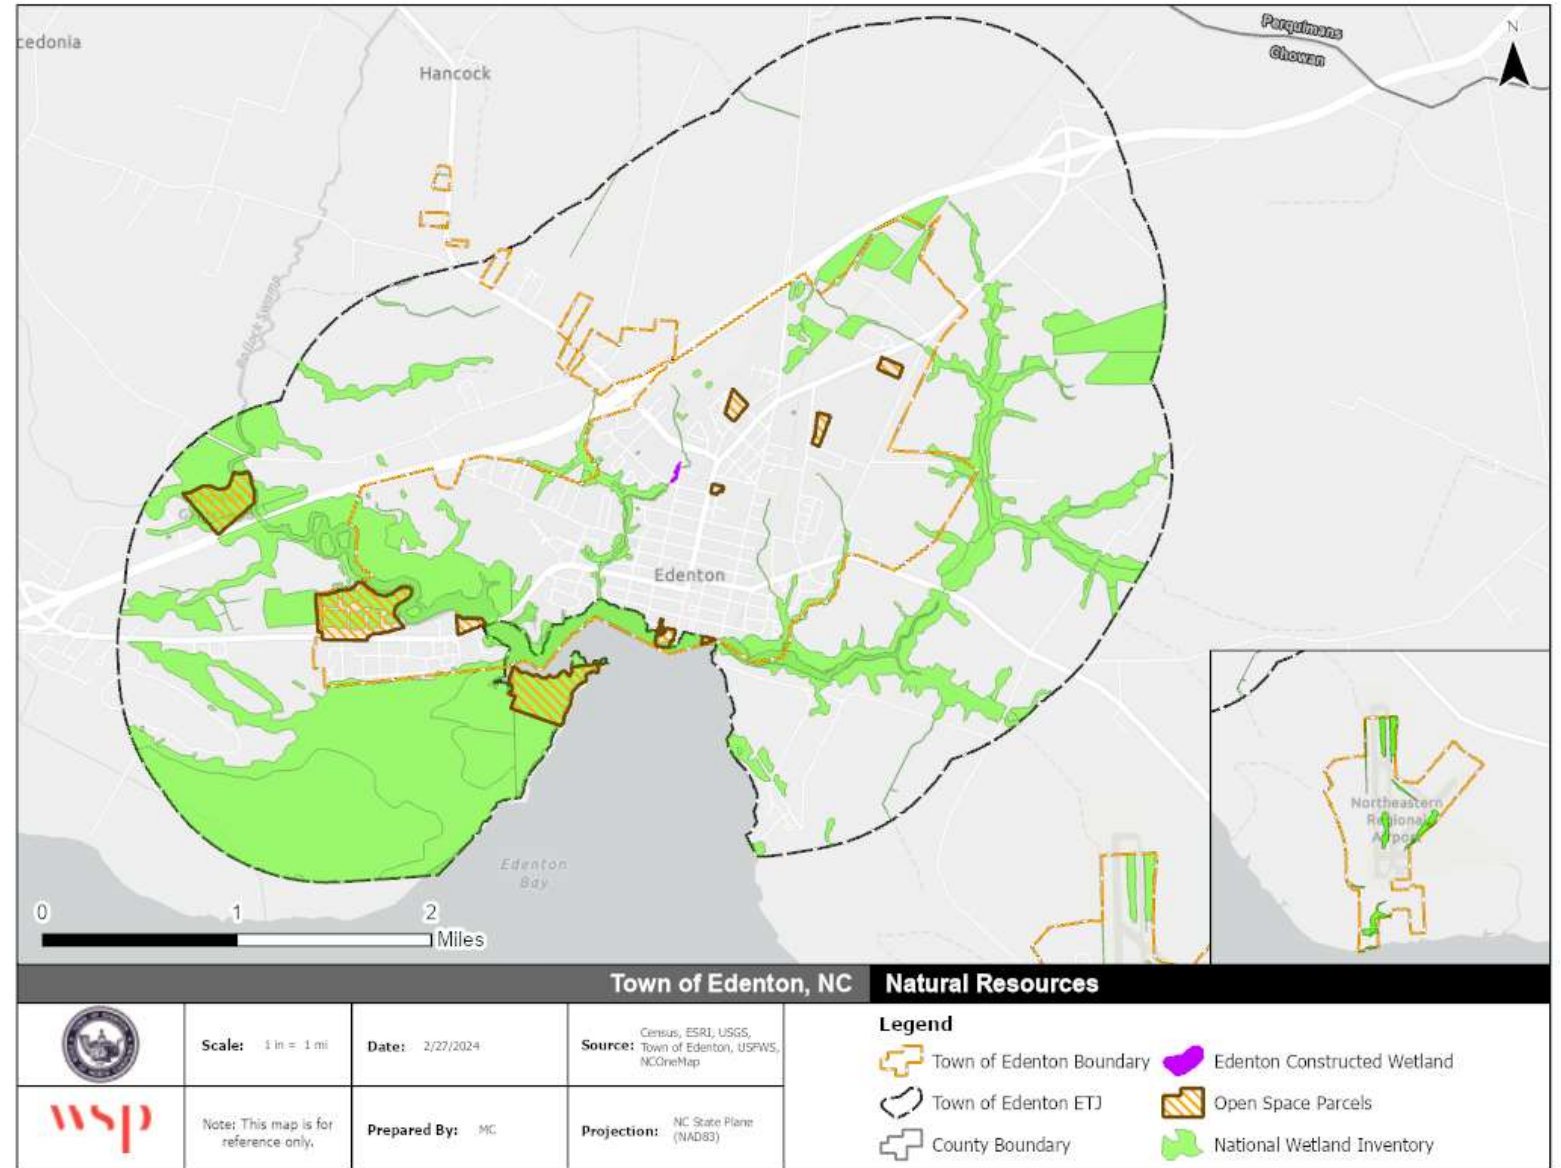 cedonia
Hancock
Perquimans
Chowan
N
Pollock Swamp
Edenton
Edenton
Bay
Northeastern
Regional
Airport
0 1 2
Miles
Town of Edenton, NC Natural Resources
Scale: 1 in = 1 mi
Date: 2/27/2024
Source: Census, ESRI, USGS,
Town of Edenton, USFWS,
NCOneMap
wsp
Note: This map is for
reference only.
Prepared By: MC
Projection: NC State Plane
(NAD83)
Legend
Town of Edenton Boundary
Town of Edenton ETJ
County Boundary
Edenton Constructed Wetland
Open Space Parcels
National Wetland Inventory